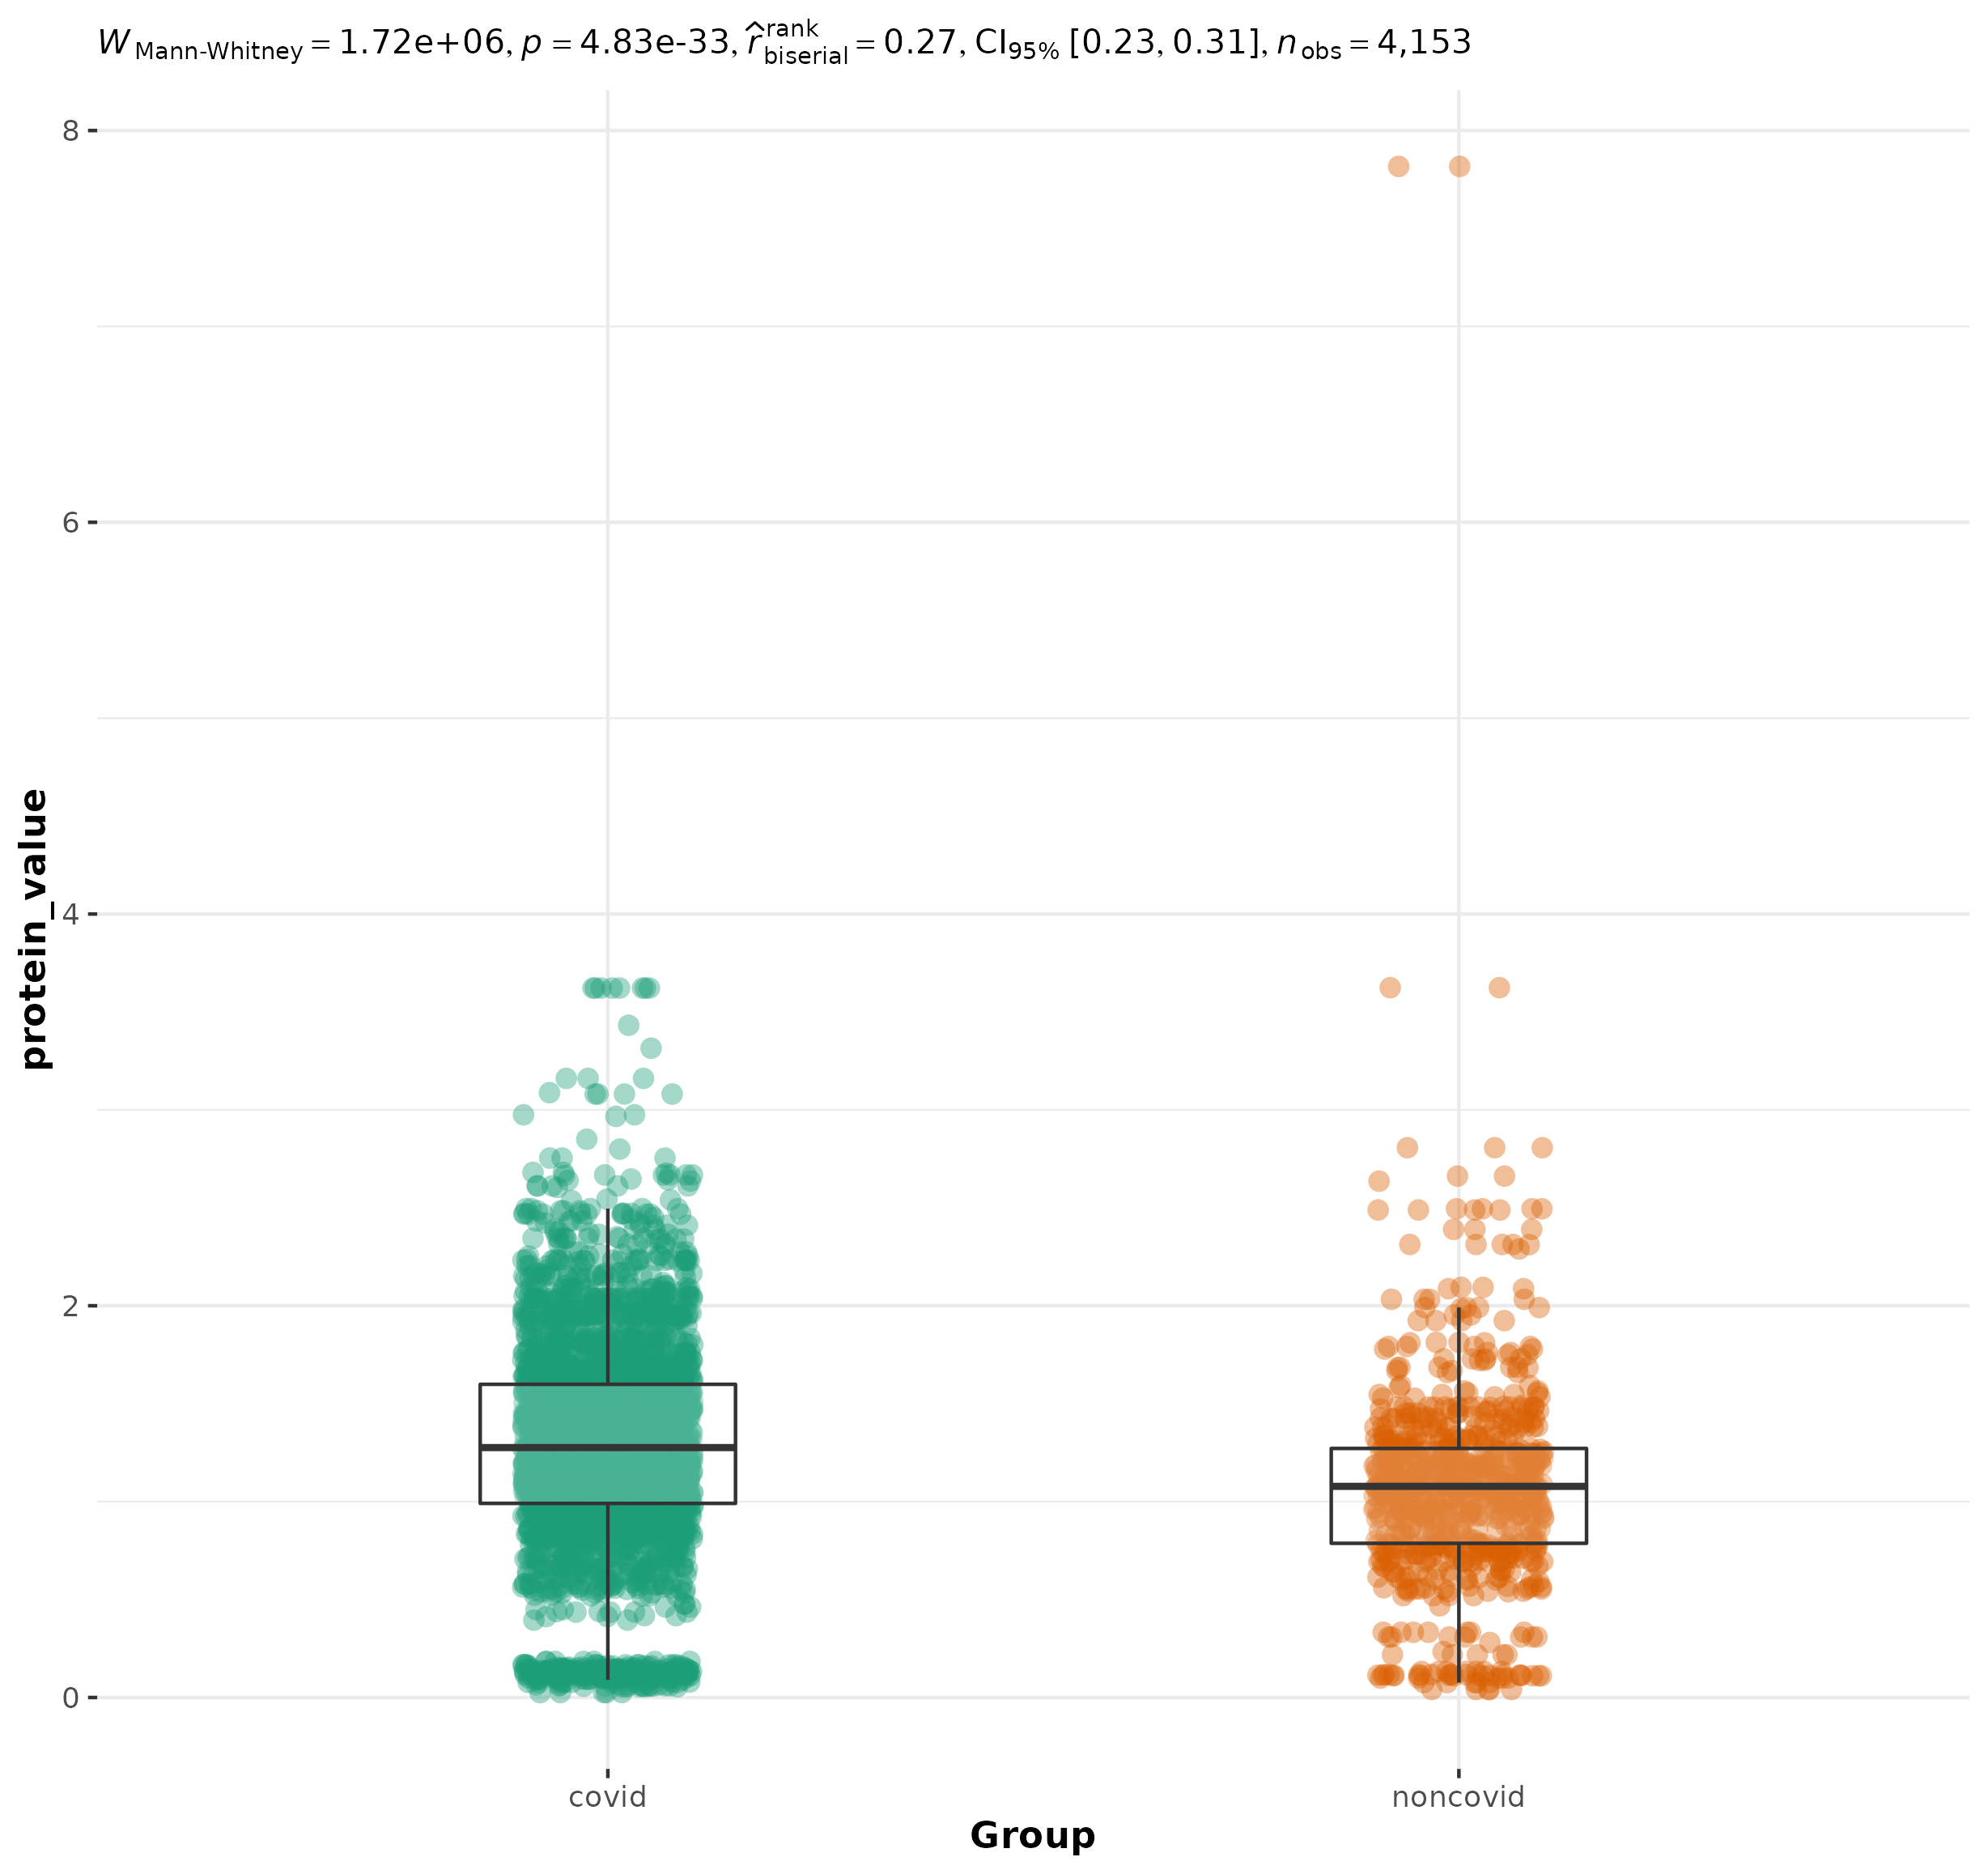 W Mann-Whitney = 1.72e+06, p = 4.83e-33, r̂ rank biserial = 0.27, CI95% [0.23, 0.31], nobs = 4,153
8
6
4
2
0
protein_value
covid noncovid
Group